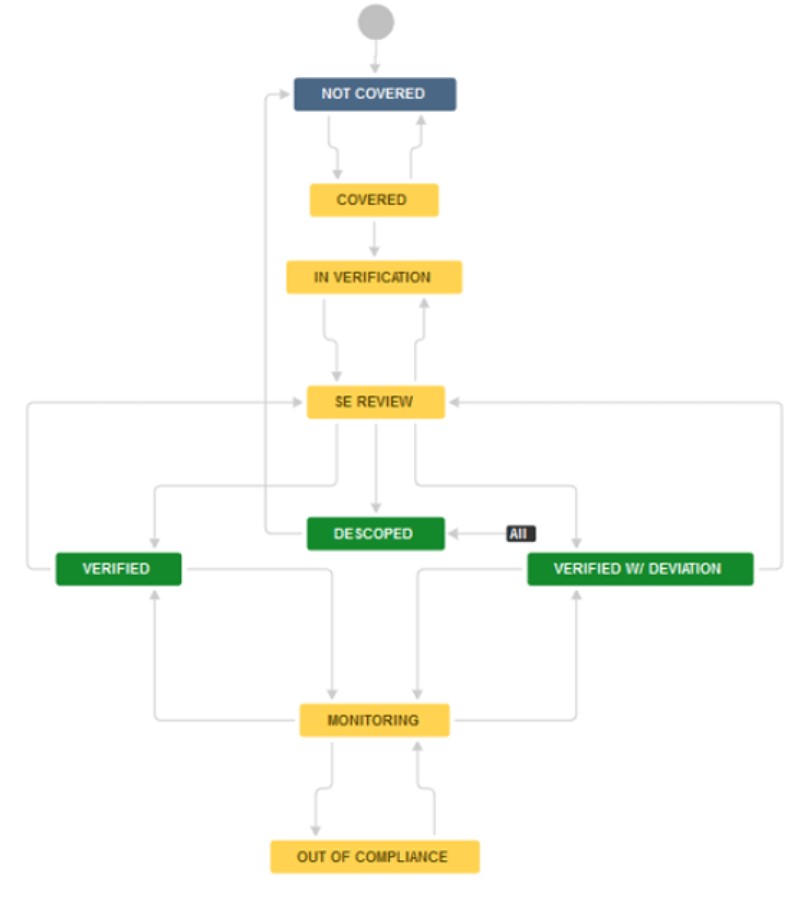 NOT COVERED
COVERED
IN VERIFICATION
SE REVIEW
DESCOPED
All
VERIFIED
VERIFIED W/ DEVIATION
MONITORING
OUT OF COMPLIANCE